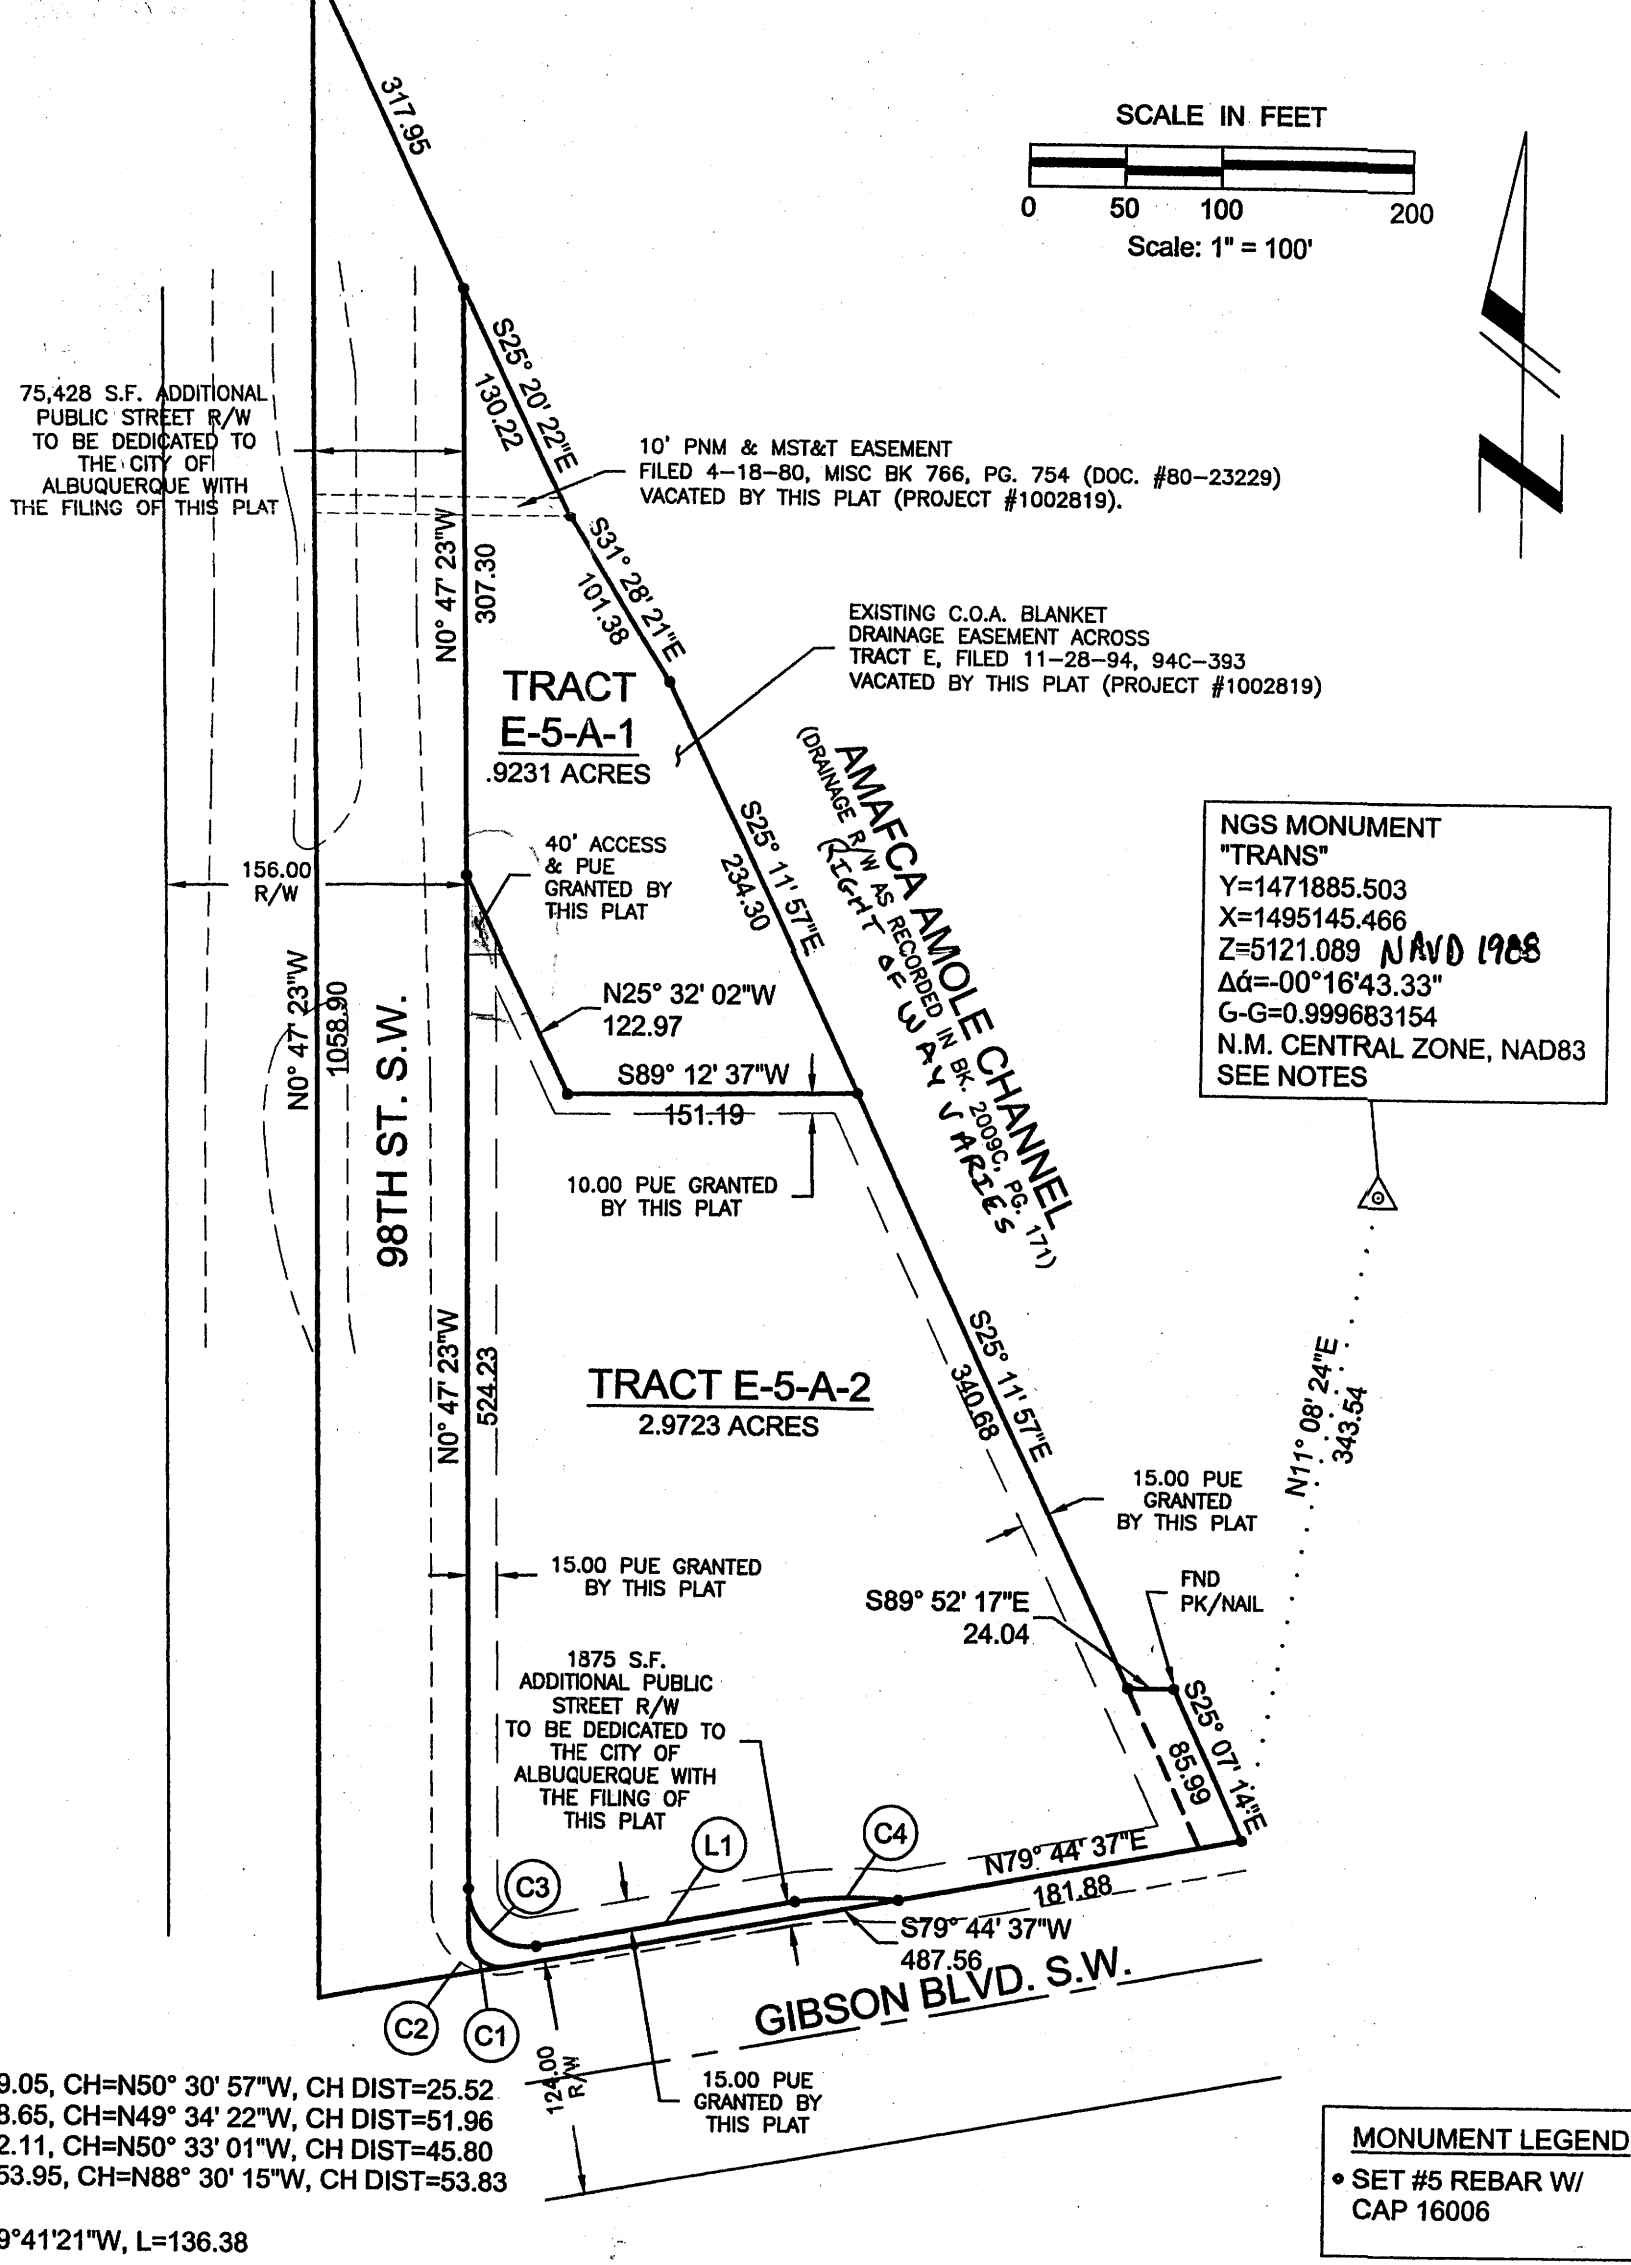 317.95
SCALE IN FEET
0 50 100 200
Scale: 1" = 100'
S25° 20' 22"E
130.22
75,428 S.F. ADDITIONAL
PUBLIC STREET R/W
TO BE DEDICATED TO
THE CITY OF
ALBUQUERQUE WITH
THE FILING OF THIS PLAT
10' PNM & MST&T EASEMENT
FILED 4-18-80, MISC BK 766, PG. 754 (DOC. #80-23229)
VACATED BY THIS PLAT (PROJECT #1002819).
N0° 47' 23"W
307.30
S31° 28' 21"E
101.38
EXISTING C.O.A. BLANKET
DRAINAGE EASEMENT ACROSS
TRACT E, FILED 11-28-94, 94C-393
VACATED BY THIS PLAT (PROJECT #1002819)
TRACT
E-5-A-1
.9231 ACRES
AMAFCA AMOLE CHANNEL
(DRAINAGE R/W AS RECORDED IN BK. 2009C, PG. 171)
RIGHT OF WAY VARIES
S25° 11' 57"E
234.30
NGS MONUMENT
"TRANS"
Y=1471885.503
X=1495145.466
Z=5121.089 NAVD 1988
Δά=-00°16'43.33"
G-G=0.999683154
N.M. CENTRAL ZONE, NAD83
SEE NOTES
40' ACCESS
& PUE
GRANTED BY
THIS PLAT
156.00
R/W
N0° 47' 23"W
1058.90
98TH ST. S.W.
N25° 32' 02"W
122.97
S89° 12' 37"W
151.19
10.00 PUE GRANTED
BY THIS PLAT
N0° 47' 23"W
524.23
TRACT E-5-A-2
2.9723 ACRES
S25° 11' 57"E
340.68
N11° 08' 24"E
343.54
15.00 PUE
GRANTED
BY THIS PLAT
15.00 PUE GRANTED
BY THIS PLAT
S89° 52' 17"E
24.04
FND
PK/NAIL
1875 S.F.
ADDITIONAL PUBLIC
STREET R/W
TO BE DEDICATED TO
THE CITY OF
ALBUQUERQUE WITH
THE FILING OF
THIS PLAT
S25° 07' 14"E
85.99
L1
C4
C3
N79° 44' 37"E
181.88
S79° 44' 37"W
487.56
GIBSON BLVD. S.W.
C2
C1
124.00
R/W
15.00 PUE
GRANTED BY
THIS PLAT
9.05, CH=N50° 30' 57"W, CH DIST=25.52
8.65, CH=N49° 34' 22"W, CH DIST=51.96
2.11, CH=N50° 33' 01"W, CH DIST=45.80
53.95, CH=N88° 30' 15"W, CH DIST=53.83
9°41'21"W, L=136.38
MONUMENT LEGEND
SET #5 REBAR W/
CAP 16006